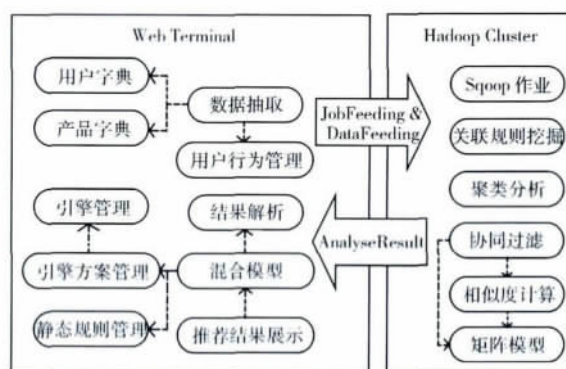 Web Terminal
用户字典
数据抽取
产品字典
用户行为管理
引擎管理
结果解析
引擎方案管理
混合模型
静态规则管理
推荐结果展示
JobFeeding &
DataFeeding
AnalyseResult
Hadoop Cluster
Sqoop 作业
关联规则挖掘
聚类分析
协同过滤
相似度计算
矩阵模型